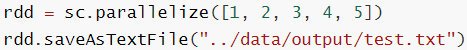 rdd = sc.parallelize([1, 2, 3, 4, 5])
rdd.saveAsTextFile("../data/output/test.txt")